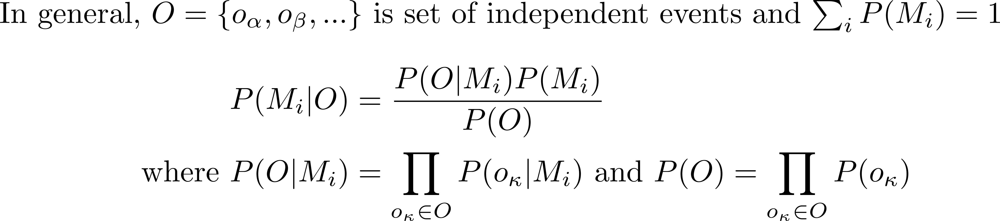 In general, O = {o_α, o_β, ...} is set of independent events and ∑_i P(M_i) = 1
P(M_i|O) = \frac{P(O|M_i)P(M_i)}{P(O)}
where P(O|M_i) = ∏_{o_κ∈O} P(o_κ|M_i) and P(O) = ∏_{o_κ∈O} P(o_κ)